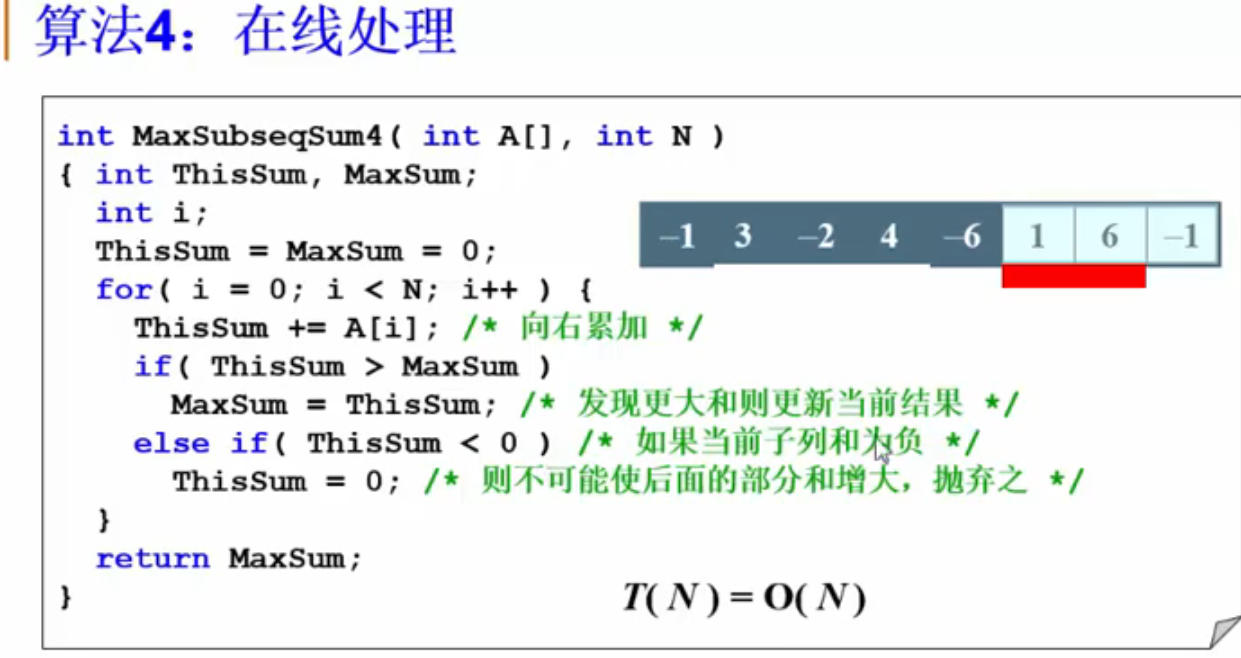 算法4：在线处理
int MaxSubseqSum4( int A[], int N )
{ int ThisSum, MaxSum;
int i;
ThisSum = MaxSum = 0;
for( i = 0; i < N; i++ ) {
ThisSum += A[i]; /* 向右累加 */
if( ThisSum > MaxSum )
MaxSum = ThisSum; /* 发现更大和则更新当前结果 */
else if( ThisSum < 0 ) /* 如果当前子列和为负 */
ThisSum = 0; /* 则不可能使后面的部分和增大，抛弃之 */
}
return MaxSum;
}
–1 3 –2 4 –6 1 6 –1
T( N ) = O( N )